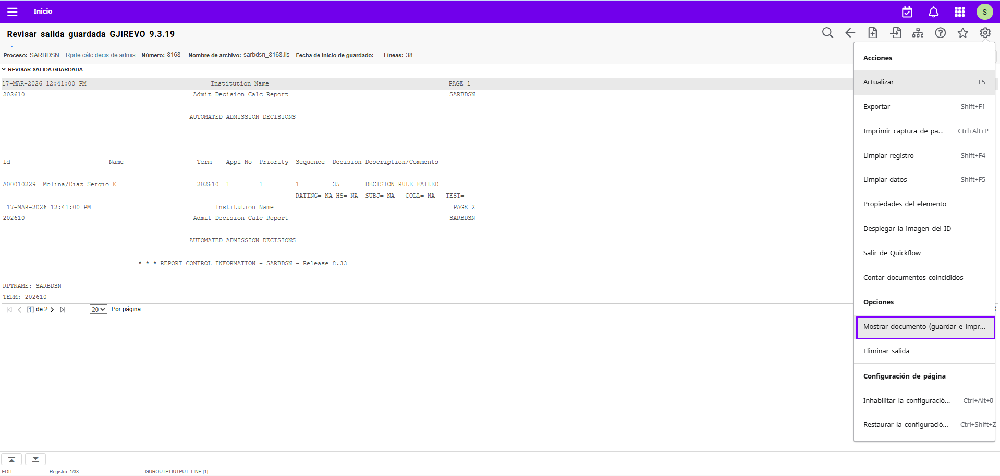 Inicio
S
Revisar salida guardada GJIREVO 9.3.19
Proceso: SARBDSN Rprte cálc decis de admis Número: 8168 Nombre de archivo: sarbdsn_8168.lis Fecha de inicio de guardado: Líneas: 38
REVISAR SALIDA GUARDADA
17-MAR-2026 12:41:00 PM Institution Name PAGE 1
202610 Admit Decision Calc Report SARBDSN
AUTOMATED ADMISSION DECISIONS
Id Name Term Appl No Priority Sequence Decision Description/Comments
A00010229 Molina/Diaz Sergio E 202610 1 1 1 35 DECISION RULE FAILED
RATING= NA HS= NA SUBJ= NA COLL= NA TEST=
17-MAR-2026 12:41:00 PM Institution Name PAGE 2
202610 Admit Decision Calc Report SARBDSN
AUTOMATED ADMISSION DECISIONS
* * * REPORT CONTROL INFORMATION - SARBDSN - Release 8.33
RPTNAME: SARBDSN
TERM: 202610
1 de 2 20 Por página
Acciones
Actualizar F5
Exportar Shift+F1
Imprimir captura de pa... Ctrl+Alt+P
Limpiar registro Shift+F4
Limpiar datos Shift+F5
Propiedades del elemento
Desplegar la imagen del ID
Salir de Quickflow
Contar documentos coincididos
Opciones
Mostrar documento (guardar e impr...
Eliminar salida
Configuración de página
Inhabilitar la configuració... Ctrl+Alt+0
Restaurar la configuració... Ctrl+Shift+Z
EDIT Registro: 1/38 GUROUTP.OUTPUT_LINE [1]